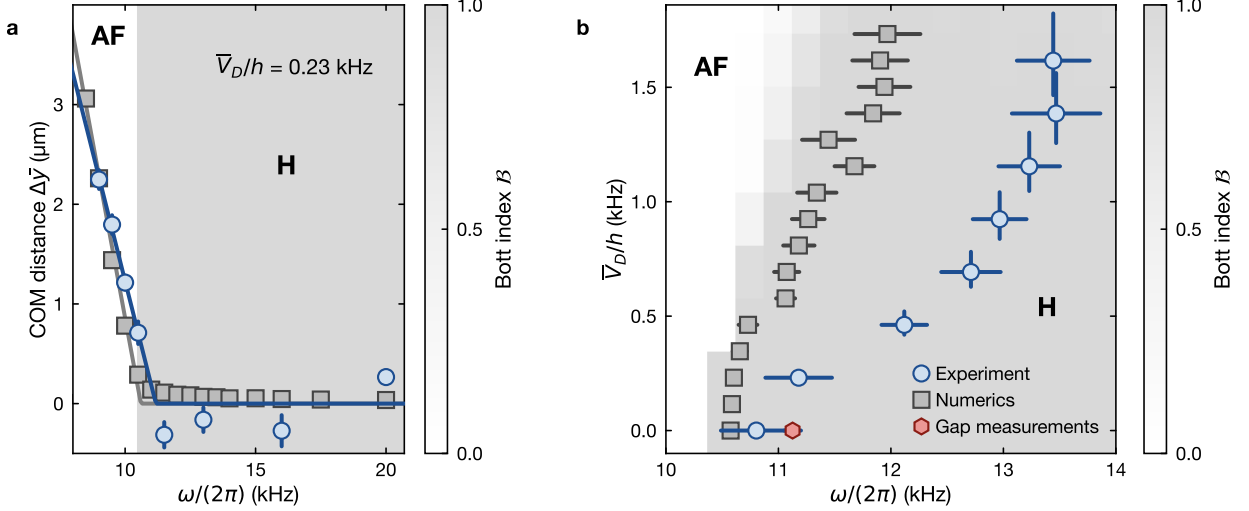 a
AF
V̅_D/h = 0.23 kHz
H
COM distance Δȳ (μm)
3
2
1
0
10
15
20
ω/(2π) (kHz)
1.0
0.5
0.0
Bott index ℬ
b
AF
H
V̅_D/h (kHz)
1.5
1.0
0.5
0.0
10
11
12
13
14
ω/(2π) (kHz)
Experiment
Numerics
Gap measurements
1.0
0.5
0.0
Bott index ℬ